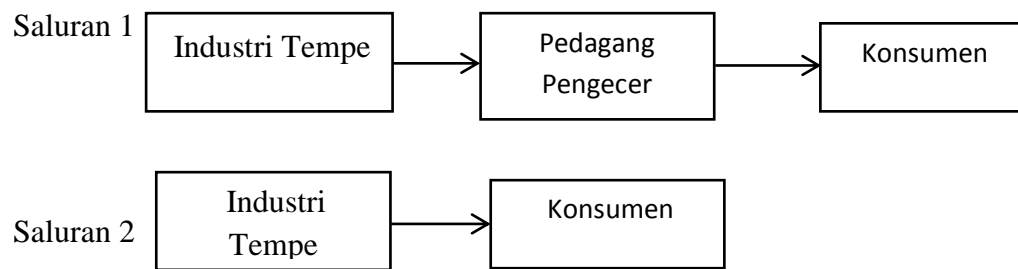 Saluran 1
Industri Tempe
Pedagang
Pengecer
Konsumen
Saluran 2
Industri
Tempe
Konsumen